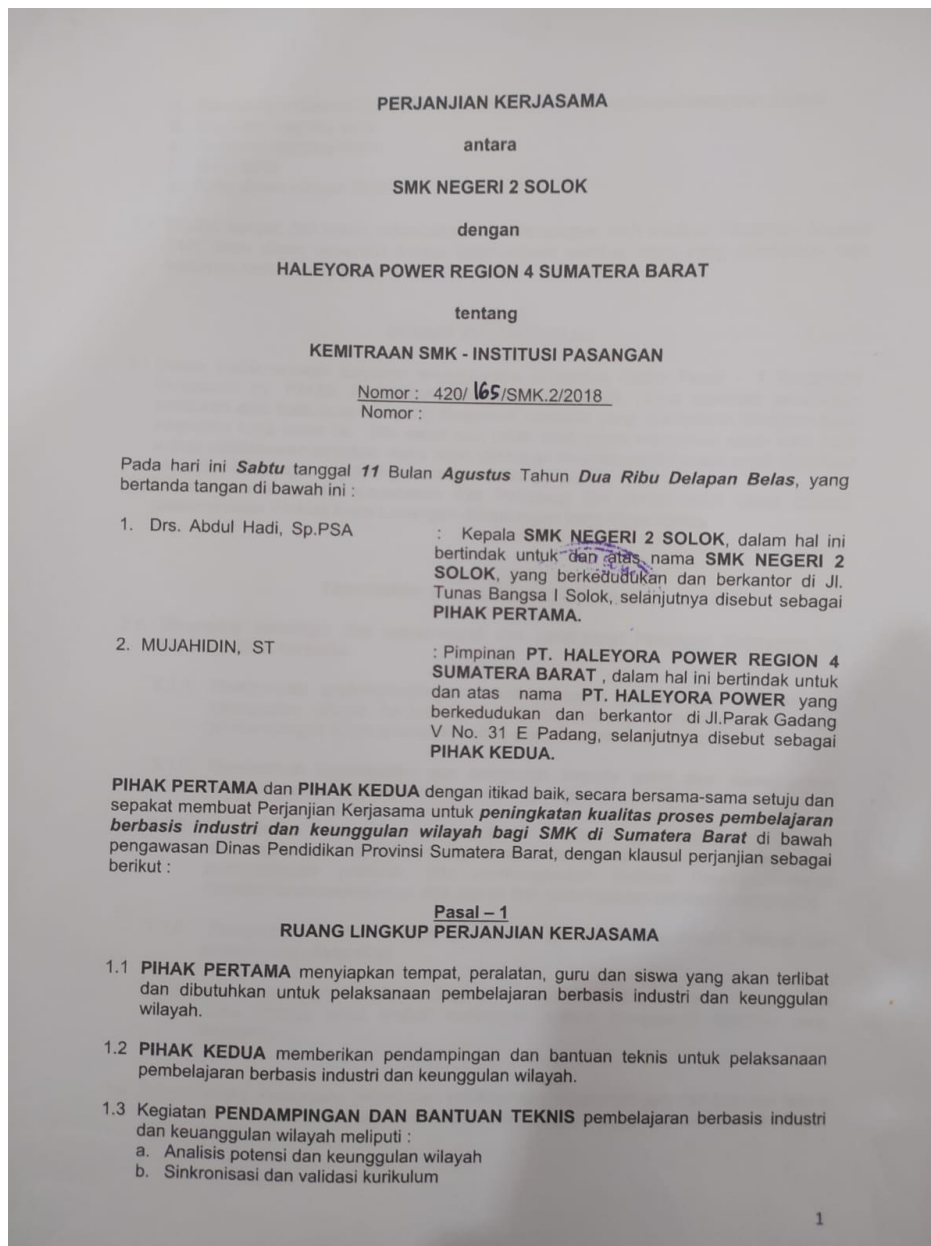 PERJANJIAN KERJASAMA
antara
SMK NEGERI 2 SOLOK
dengan
HALEYORA POWER REGION 4 SUMATERA BARAT
tentang
KEMITRAAN SMK - INSTITUSI PASANGAN
Nomor : 420/ 165 /SMK.2/2018
Nomor :
Pada hari ini Sabtu tanggal 11 Bulan Agustus Tahun Dua Ribu Delapan Belas, yang
bertanda tangan di bawah ini :
1. Drs. Abdul Hadi, Sp.PSA
: Kepala SMK NEGERI 2 SOLOK, dalam hal ini
bertindak untuk dan atas nama SMK NEGERI 2
SOLOK, yang berkedudukan dan berkantor di Jl.
Tunas Bangsa I Solok, selanjutnya disebut sebagai
PIHAK PERTAMA.
2. MUJAHIDIN, ST
: Pimpinan PT. HALEYORA POWER REGION 4
SUMATERA BARAT , dalam hal ini bertindak untuk
dan atas nama PT. HALEYORA POWER yang
berkedudukan dan berkantor di Jl.Parak Gadang
V No. 31 E Padang, selanjutnya disebut sebagai
PIHAK KEDUA.
PIHAK PERTAMA dan PIHAK KEDUA dengan itikad baik, secara bersama-sama setuju dan
sepakat membuat Perjanjian Kerjasama untuk peningkatan kualitas proses pembelajaran
berbasis industri dan keunggulan wilayah bagi SMK di Sumatera Barat di bawah
pengawasan Dinas Pendidikan Provinsi Sumatera Barat, dengan klausul perjanjian sebagai
berikut :
Pasal – 1
RUANG LINGKUP PERJANJIAN KERJASAMA
1.1 PIHAK PERTAMA menyiapkan tempat, peralatan, guru dan siswa yang akan terlibat
dan dibutuhkan untuk pelaksanaan pembelajaran berbasis industri dan keunggulan
wilayah.
1.2 PIHAK KEDUA memberikan pendampingan dan bantuan teknis untuk pelaksanaan
pembelajaran berbasis industri dan keunggulan wilayah.
1.3 Kegiatan PENDAMPINGAN DAN BANTUAN TEKNIS pembelajaran berbasis industri
dan keuanggulan wilayah meliputi :
a. Analisis potensi dan keunggulan wilayah
b. Sinkronisasi dan validasi kurikulum
1